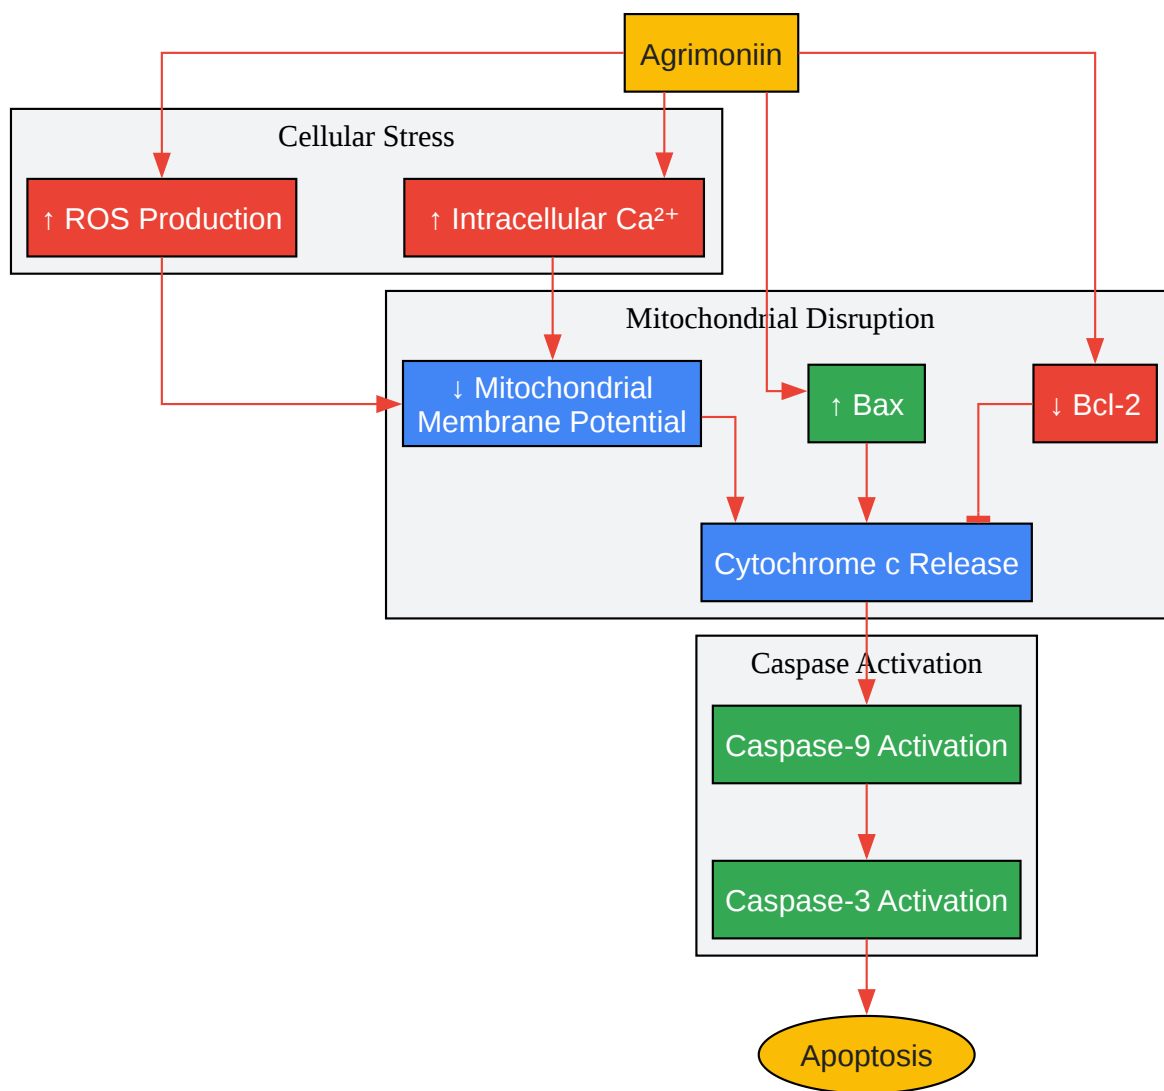 Agrimoniin
Cellular Stress
↑ ROS Production
↑ Intracellular Ca²⁺
Mitochondrial Disruption
↓ Mitochondrial
Membrane Potential
↑ Bax
↓ Bcl-2
Cytochrome c Release
Caspase Activation
Caspase-9 Activation
Caspase-3 Activation
Apoptosis